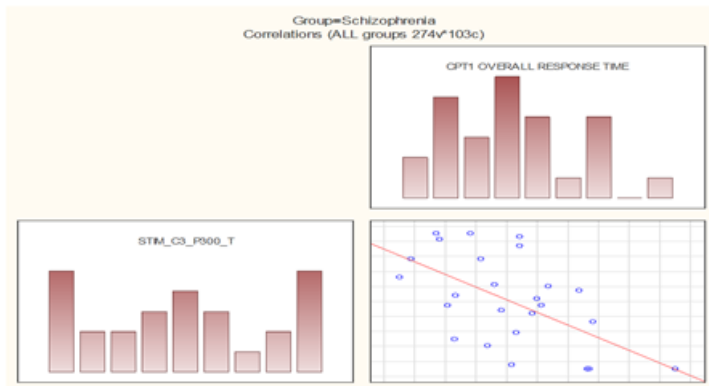 Group=Schizophrenia
Correlations (ALL groups 274v*103c)
CPT1 OVERALL RESPONSE TIME
STIM_C3_P300_T